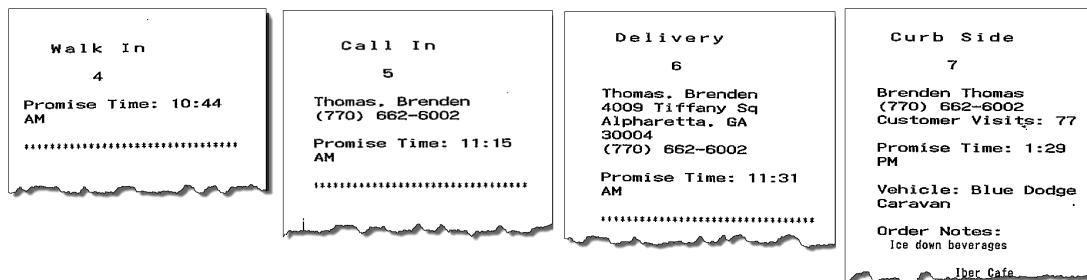 Walk In
4
Promise Time: 10:44
AM
*********************************
Call In
5
Thomas, Brenden
(770) 662-6002
Promise Time: 11:15
AM
*********************************
Delivery
6
Thomas, Brenden
4009 Tiffany Sq
Alpharetta, GA
30004
(770) 662-6002
Promise Time: 11:31
AM
*********************************
Curb Side
7
Brenden Thomas
(770) 662-6002
Customer Visits: 77
Promise Time: 1:29
PM
Vehicle: Blue Dodge
Caravan
Order Notes:
Ice down beverages
Iber Cafe